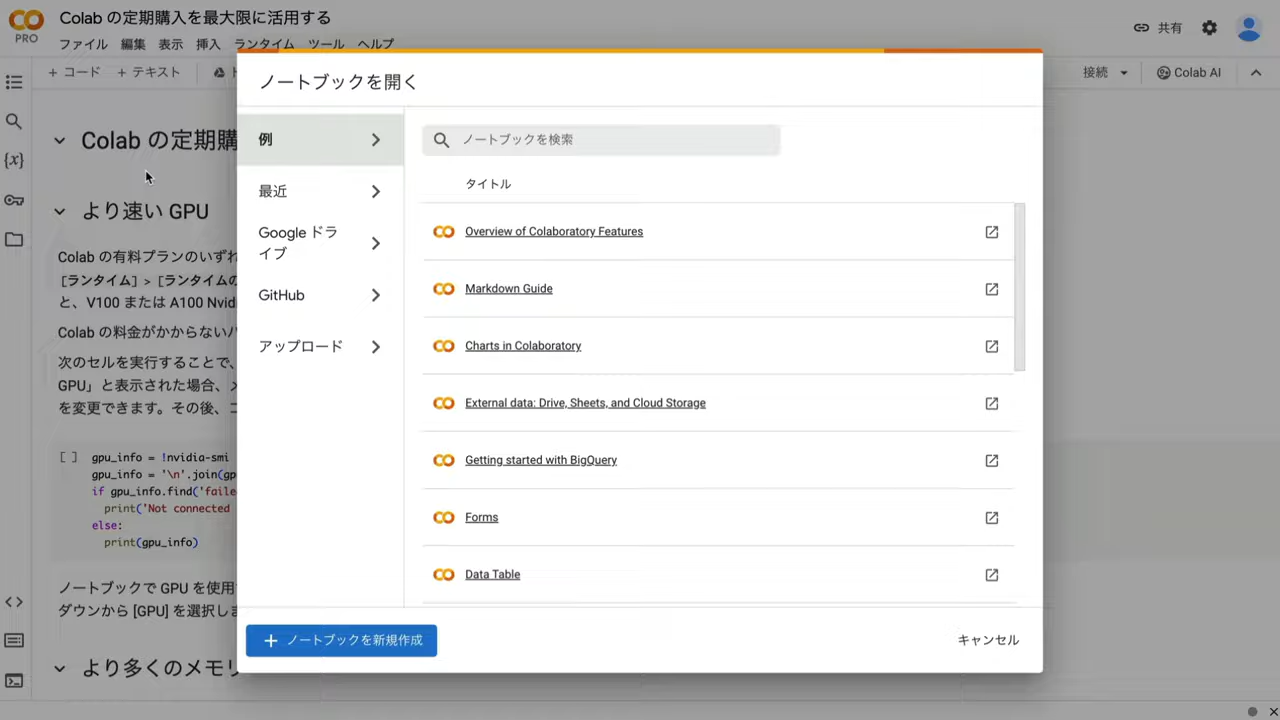 Colab の定期購入を最大限に活用する
PRO
ファイル 編集 表示 挿入 ランタイム ツール ヘルプ
共有
+ コード + テキスト
接続
Colab AI
ノートブックを開く
例
最近
Google ドラ
イブ
GitHub
アップロード
ノートブックを検索
タイトル
Overview of Colaboratory Features
Markdown Guide
Charts in Colaboratory
External data: Drive, Sheets, and Cloud Storage
Getting started with BigQuery
Forms
Data Table
+ ノートブックを新規作成
キャンセル
Colab の定期購
より速い GPU
Colab の有料プランのいずれ
[ランタイム] > [ランタイムの
と、V100 または A100 Nvidi
Colab の料金がかからないバ
次のセルを実行することで、
GPU」と表示された場合、メ
を変更できます。その後、コ
[ ] gpu_info = !nvidia-smi
gpu_info = '\n'.join(gp
if gpu_info.find('faile
print('Not connected
else:
print(gpu_info)
ノートブックで GPU を使用
ダウンから [GPU] を選択しま
より多くのメモリ
{x}